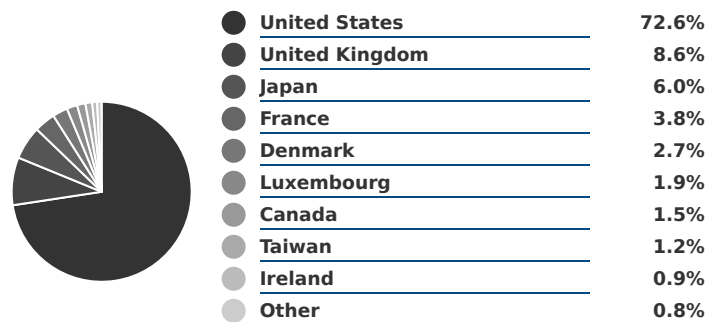 United States 72.6%
United Kingdom 8.6%
Japan 6.0%
France 3.8%
Denmark 2.7%
Luxembourg 1.9%
Canada 1.5%
Taiwan 1.2%
Ireland 0.9%
Other 0.8%